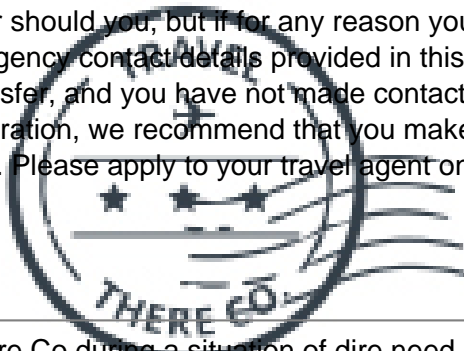 r should you, but if for any reason you
gency contact details provided in this
TRAVEL
sfer, and you have not made contact
ration, we recommend that you make
. Please apply to your travel agent or
THERE CO.
re Co during a situation of dire need